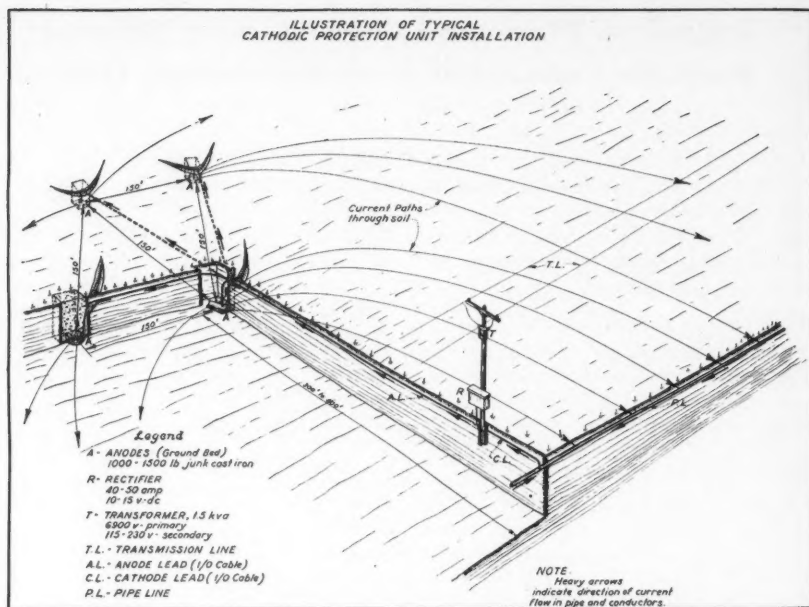 ILLUSTRATION OF TYPICAL
CATHODIC PROTECTION UNIT INSTALLATION
150'
A
A
150'
150'
150'
150'
Current Paths
through soil
T.L.
A
A
150'
T
R
A.L.
P.L.
C.L.
Legend
A - ANODES (Ground Bed)
1000 - 1500 lb junk cast iron
R - RECTIFIER
40-50 amp
10-15 v-dc
T - TRANSFORMER, 1.5 kva
6900 v - primary
115-230 v - secondary
T.L. - TRANSMISSION LINE
A.L. - ANODE LEAD (1/0 Cable)
C.L. - CATHODE LEAD (1/0 Cable)
P.L. - PIPE LINE
NOTE.
Heavy arrows
indicate direction of current
flow in pipe and conductors.